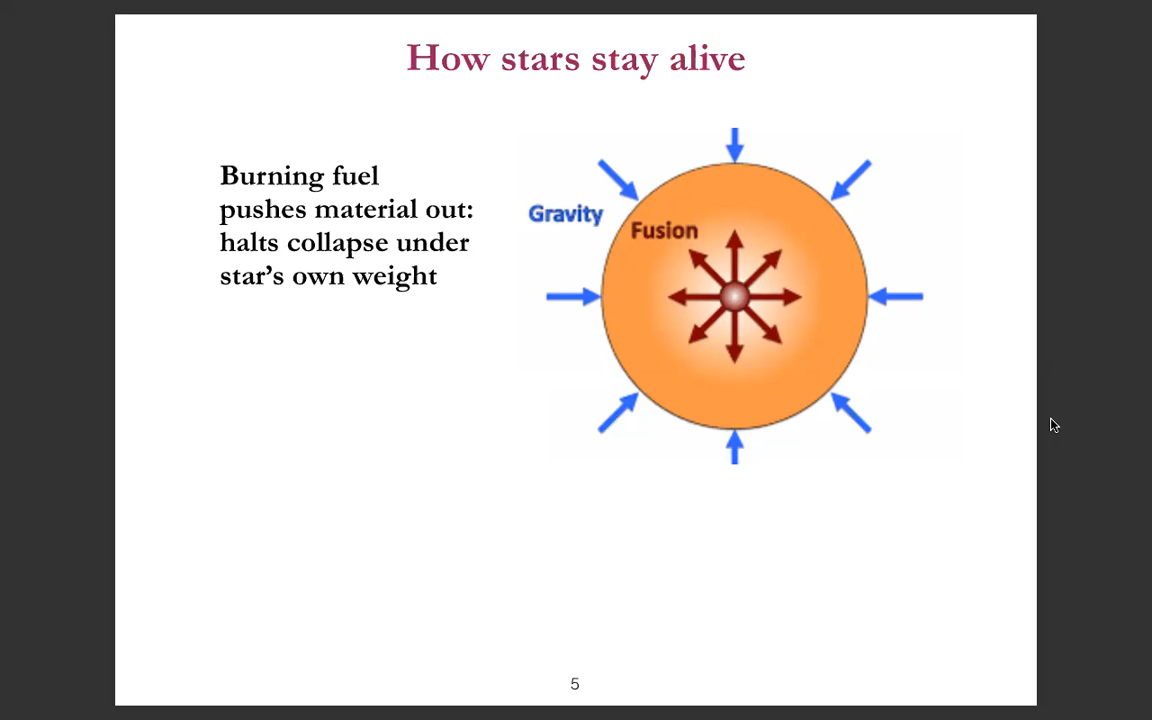 How stars stay alive
Burning fuel
pushes material out:
halts collapse under
star’s own weight
Gravity
Fusion
5